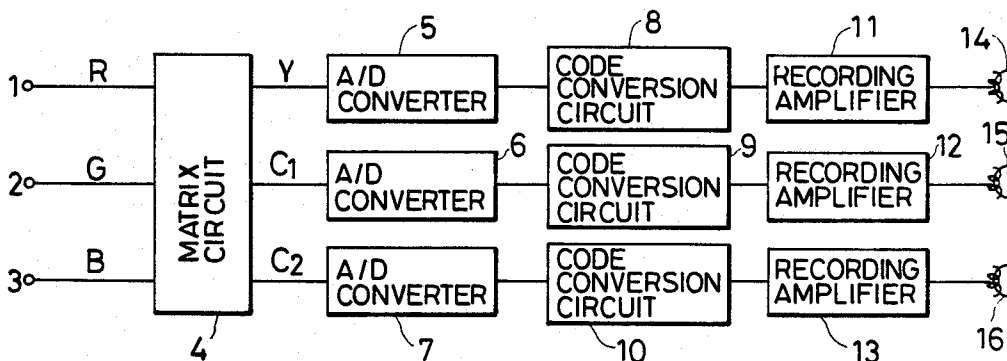 5
8
11
14
1
R
Y
A/D
CONVERTER
CODE
CONVERSION
CIRCUIT
RECORDING
AMPLIFIER
15
2
G
MATRIX
CIRCUIT
C1
6
A/D
CONVERTER
9
CODE
CONVERSION
CIRCUIT
12
RECORDING
AMPLIFIER
3
B
C2
A/D
CONVERTER
CODE
CONVERSION
CIRCUIT
RECORDING
AMPLIFIER
4
7
10
13
16